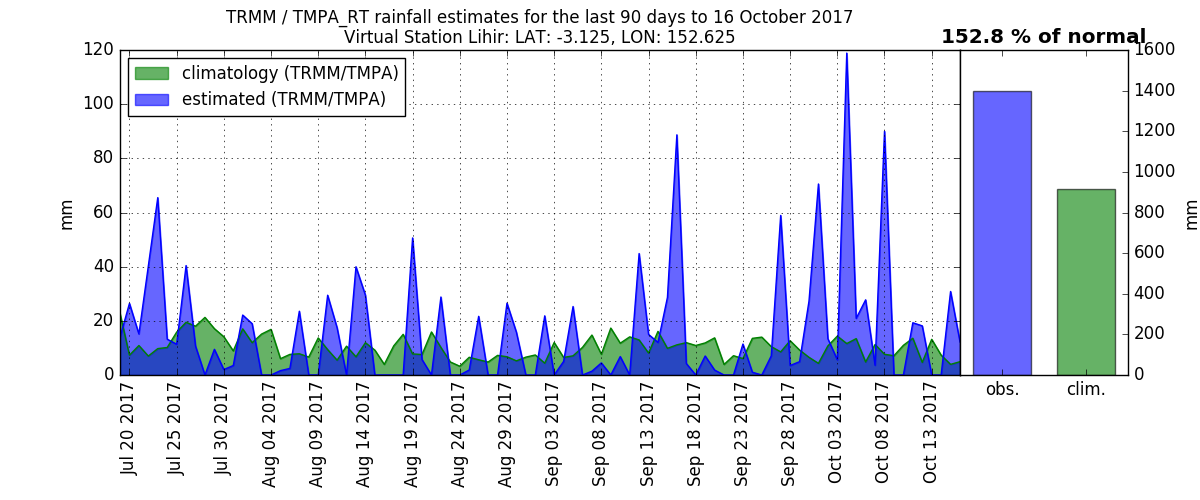 TRMM / TMPA_RT rainfall estimates for the last 90 days to 16 October 2017
Virtual Station Lihir: LAT: -3.125, LON: 152.625
152.8 % of normal
climatology (TRMM/TMPA)
estimated (TRMM/TMPA)
120
100
80
60
40
20
0
mm
1600
1400
1200
1000
800
600
400
200
0
mm
Jul 20 2017
Jul 25 2017
Jul 30 2017
Aug 04 2017
Aug 09 2017
Aug 14 2017
Aug 19 2017
Aug 24 2017
Aug 29 2017
Sep 03 2017
Sep 08 2017
Sep 13 2017
Sep 18 2017
Sep 23 2017
Sep 28 2017
Oct 03 2017
Oct 08 2017
Oct 13 2017
obs.
clim.